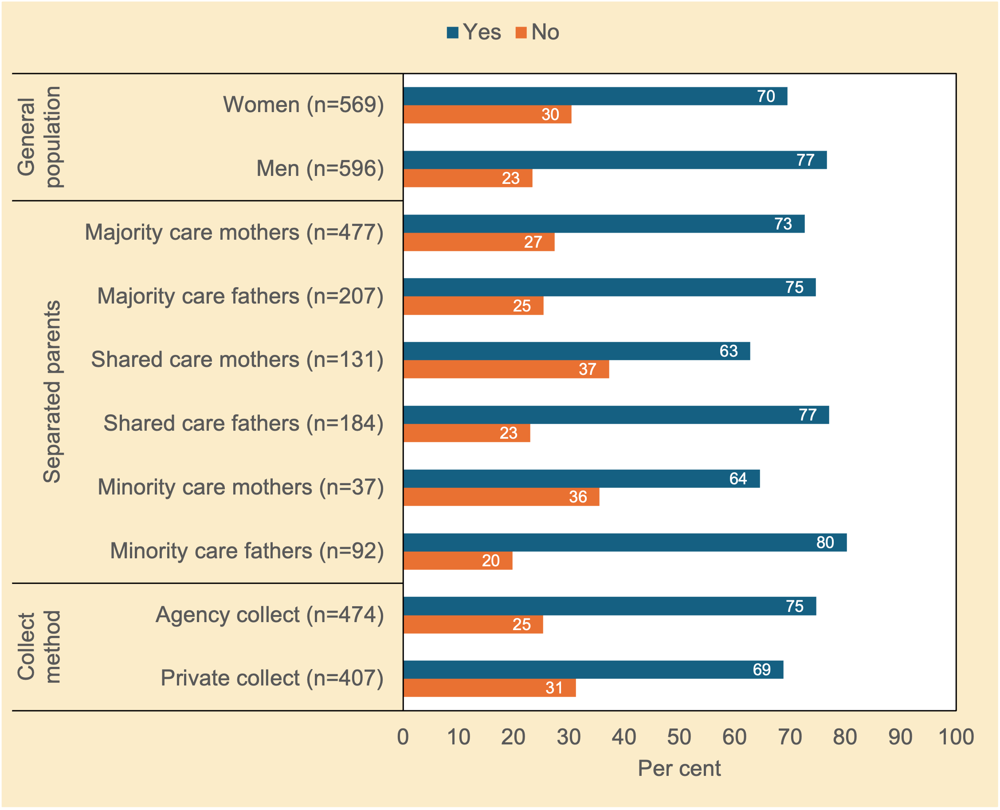 Yes No
General
population
Women (n=569)
70
30
Men (n=596)
77
23
Separated parents
Majority care mothers (n=477)
73
27
Majority care fathers (n=207)
75
25
Shared care mothers (n=131)
63
37
Shared care fathers (n=184)
77
23
Minority care mothers (n=37)
64
36
Minority care fathers (n=92)
80
20
Collect
method
Agency collect (n=474)
75
25
Private collect (n=407)
69
31
0 10 20 30 40 50 60 70 80 90 100
Per cent